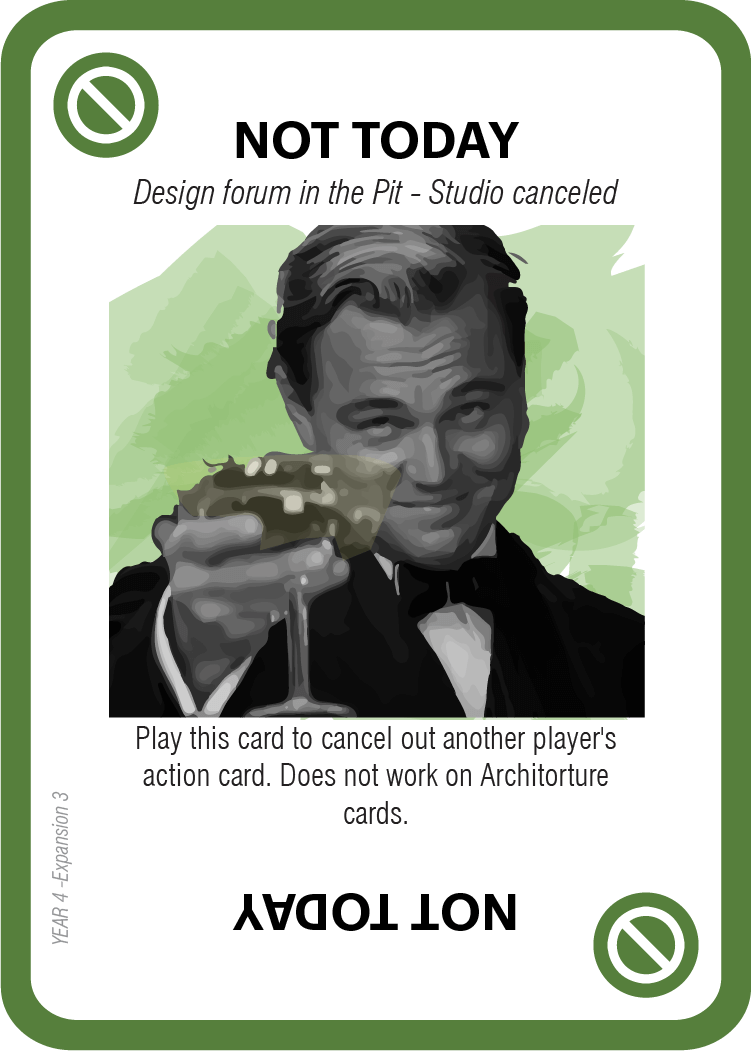 NOT TODAY
Design forum in the Pit - Studio canceled
Play this card to cancel out another player's
action card. Does not work on Architorture
cards.
YEAR 4 -Expansion 3
NOT TODAY